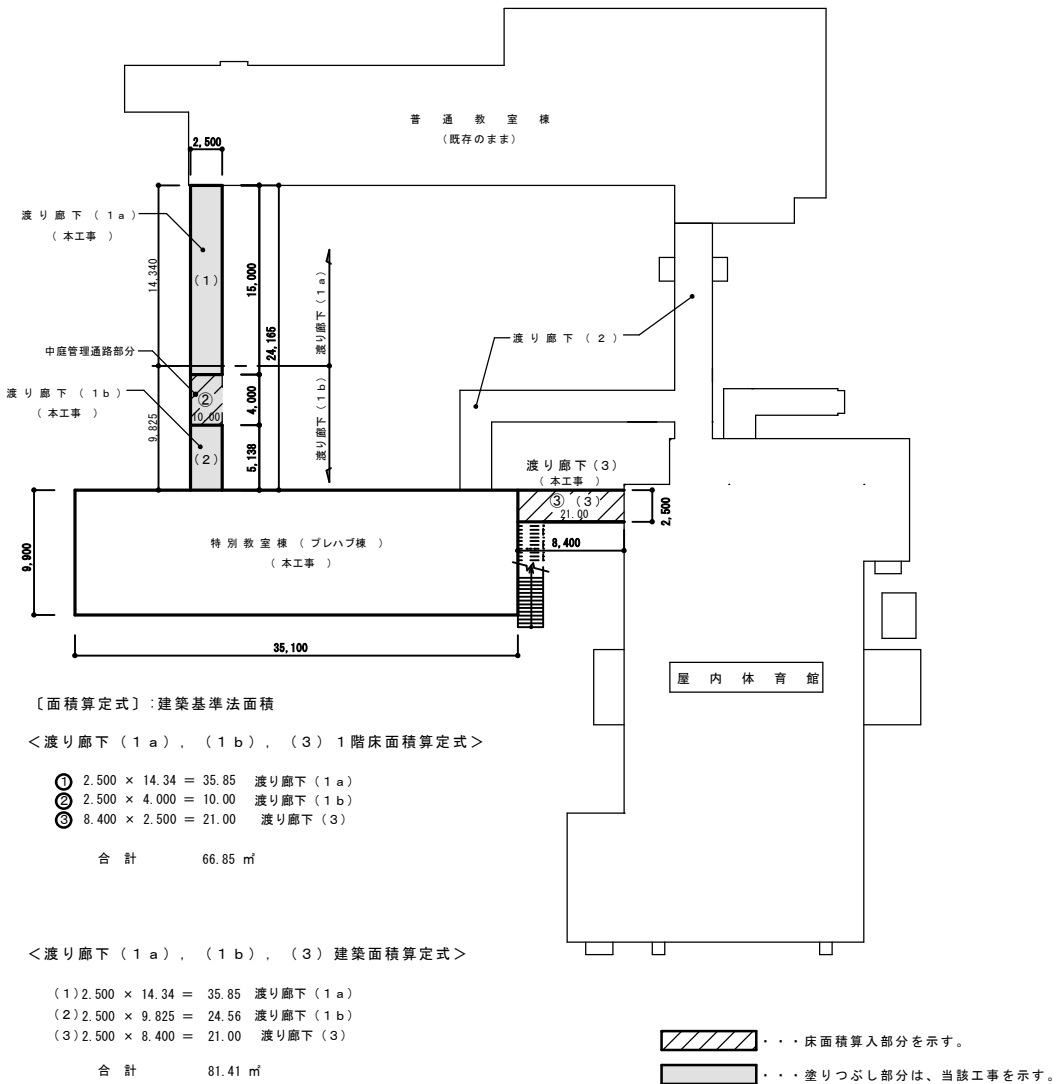 普通教室棟
（既存のまま）
2,500
渡り廊下（1a）
（本工事）
14.340
(1)
15,000
24,165
渡り廊下（1a）
渡り廊下（2）
中庭管理通路部分
渡り廊下（1b）
（本工事）
②
10.00
4,000
9.825
(2)
5,138
渡り廊下（1b）
渡り廊下(3)
（本工事）
③ (3)
21.00
2,500
8,400
9,900
特別教室棟（プレハブ棟）
（本工事）
35,100
屋内体育館
〔面積算定式〕:建築基準法面積
＜渡り廊下（1a），（1b），（3）1階床面積算定式＞
① 2.500 × 14.34 = 35.85 渡り廊下（1a）
② 2.500 × 4.000 = 10.00 渡り廊下（1b）
③ 8.400 × 2.500 = 21.00 渡り廊下（3）
合計 66.85 ㎡
＜渡り廊下（1a），（1b），（3）建築面積算定式＞
(1)2.500 × 14.34 = 35.85 渡り廊下（1a）
(2)2.500 × 9.825 = 24.56 渡り廊下（1b）
(3)2.500 × 8.400 = 21.00 渡り廊下（3）
合計 81.41 ㎡
・・・床面積算入部分を示す。
・・・塗りつぶし部分は、当該工事を示す。